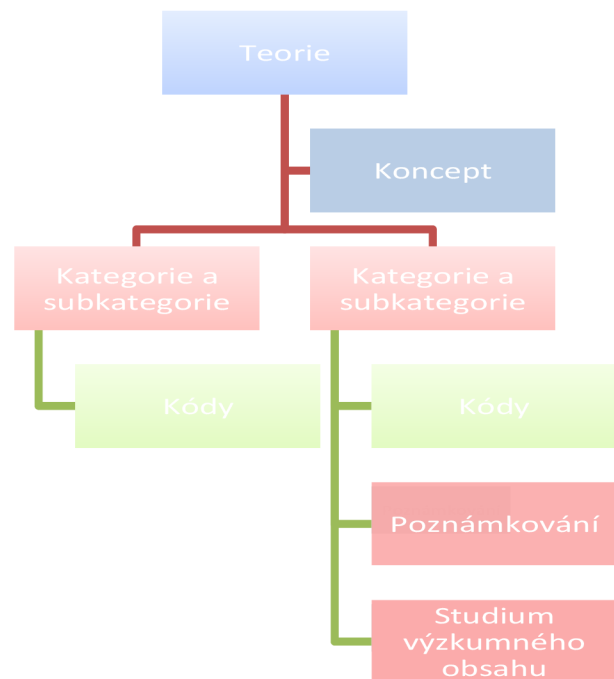 Teorie
Koncept
Kategorie a
subkategorie
Kategorie a
subkategorie
Kódy
Kódy
Poznámkování
Studium
výzkumného
obsahu